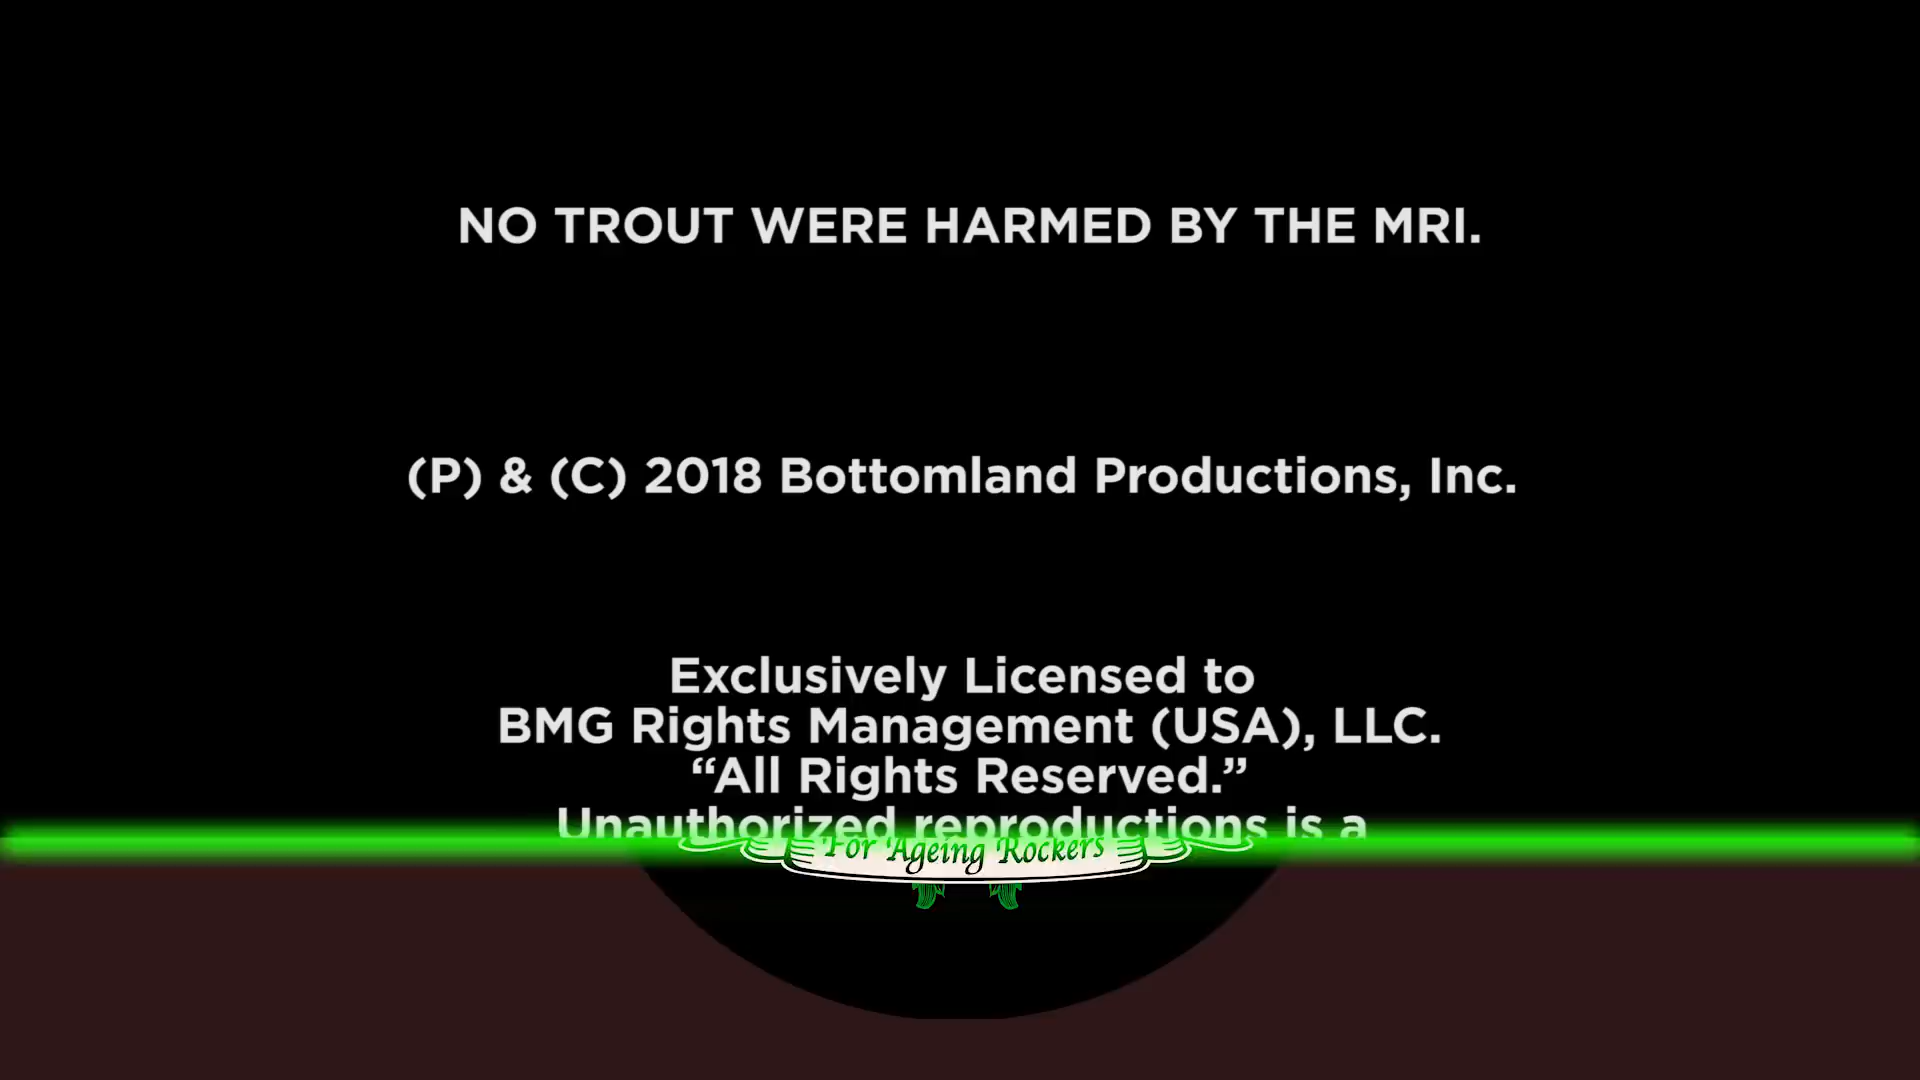 NO TROUT WERE HARMED BY THE MRI.
(P) & (C) 2018 Bottomland Productions, Inc.
Exclusively Licensed to
BMG Rights Management (USA), LLC.
“All Rights Reserved.”
Unauthorized reproductions is a
For Ageing Rockers